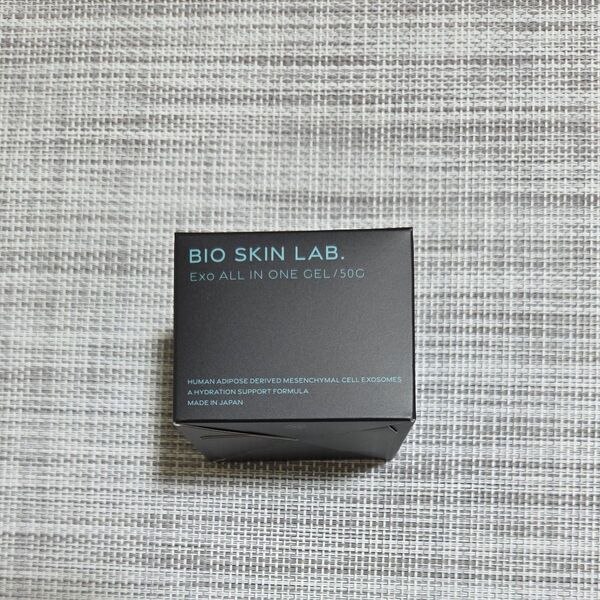 BIO SKIN LAB.
Exo ALL IN ONE GEL/50G
HUMAN ADIPOSE DERIVED MESENCHYMAL CELL EXOSOMES
A HYDRATION SUPPORT FORMULA
MADE IN JAPAN